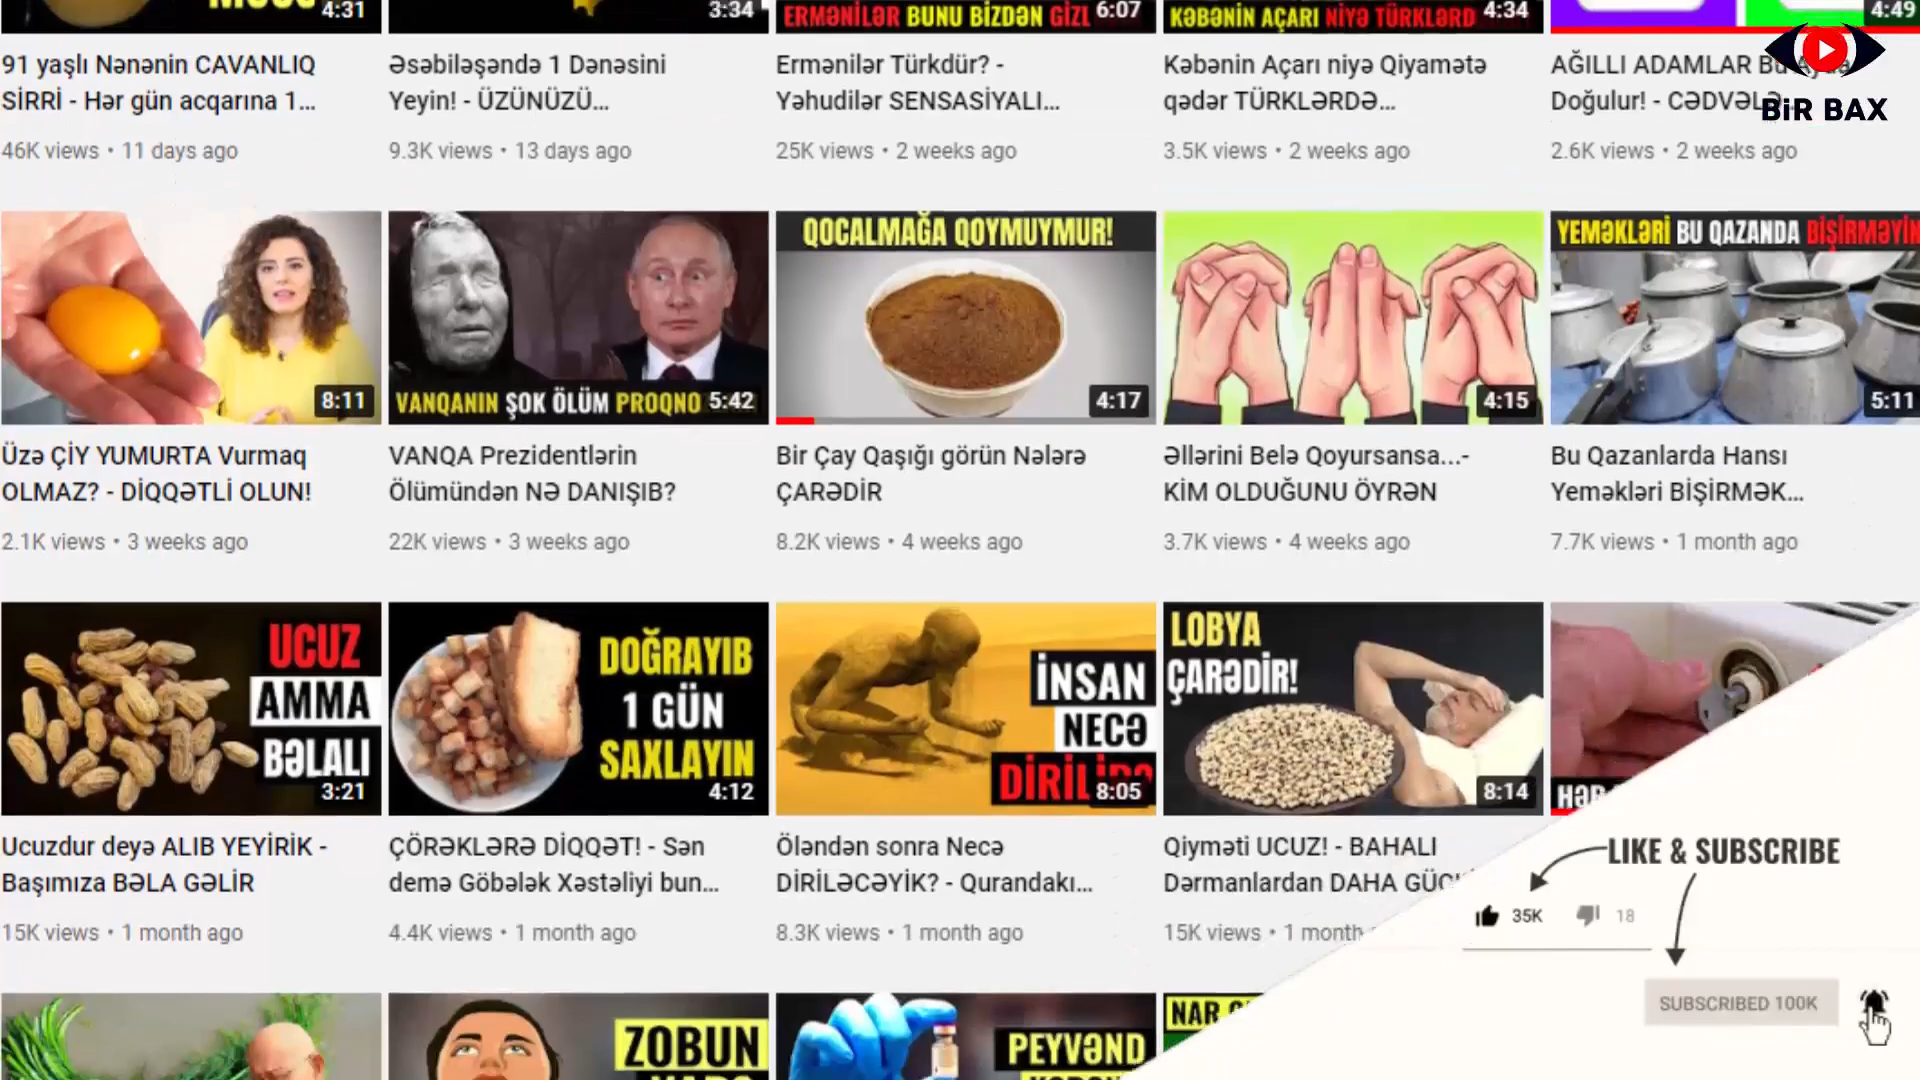 4:31
3:34
ERMƏNİLƏR BUNU BİZDƏN GİZL 6:07
KƏBƏNİN AÇARI NİYƏ TÜRKLƏRD 4:34
4:49
91 yaşlı Nənənin CAVANLIQ
SİRRİ - Hər gün acqarına 1...
46K views • 11 days ago
Əsəbiləşəndə 1 Dənəsini
Yeyin! - ÜZÜNÜZÜ...
9.3K views • 13 days ago
Ermənilər Türkdür? -
Yəhudilər SENSASİYALI...
25K views • 2 weeks ago
Kəbənin Açarı niyə Qiyamətə
qədər TÜRKLƏRDƏ...
3.5K views • 2 weeks ago
AĞILLI ADAMLAR Bu Ayda
Doğulur! - CƏDVƏLƏ...
2.6K views • 2 weeks ago
BiR BAX
8:11
VANQANIN ŞOK ÖLÜM PROQNO 5:42
QOCALMAĞA QOYMUYMUR!
4:17
4:15
YEMƏKLƏRİ BU QAZANDA BİŞİRMƏYİN
5:11
Üzə ÇİY YUMURTA Vurmaq
OLMAZ? - DİQQƏTLİ OLUN!
2.1K views • 3 weeks ago
VANQA Prezidentlərin
Ölümündən NƏ DANIŞIB?
22K views • 3 weeks ago
Bir Çay Qaşığı görün Nələrə
ÇARƏDİR
8.2K views • 4 weeks ago
Əllərini Belə Qoyursansa...-
KİM OLDUĞUNU ÖYRƏN
3.7K views • 4 weeks ago
Bu Qazanlarda Hansı
Yeməkləri BİŞİRMƏK...
7.7K views • 1 month ago
UCUZ
AMMA
BƏLALI
3:21
DOĞRAYIB
1 GÜN
SAXLAYIN
4:12
İNSAN
NECƏ
8:05
LOBYA
ÇARƏDİR!
8:14
Ucuzdur deyə ALIB YEYİRİK -
Başımıza BƏLA GƏLİR
15K views • 1 month ago
ÇÖRƏKLƏRƏ DİQQƏT! - Sən
demə Göbələk Xəstəliyi bun...
4.4K views • 1 month ago
Öləndən sonra Necə
DİRİLƏCƏYİK? - Qurandakı...
8.3K views • 1 month ago
Qiyməti UCUZ! - BAHALI
Dərmanlardan DAHA
15K views • 1 month
LIKE & SUBSCRIBE
35K 18
SUBSCRIBED 100K
ZOBUN
PEYVƏND
NAR